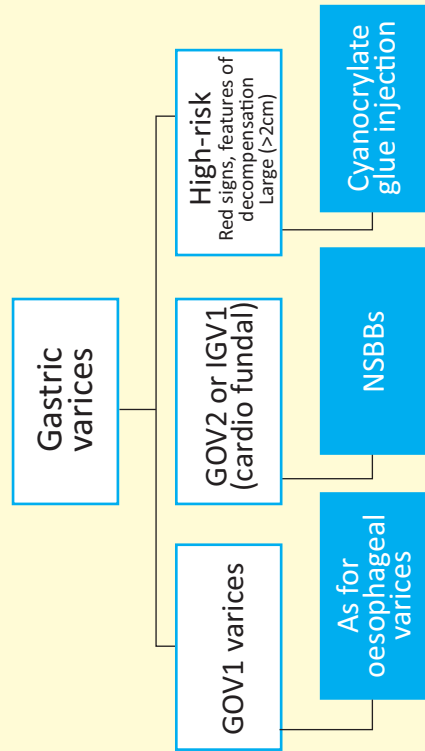 Gastric
varices
GOV1 varices
As for
oesophageal
varices
GOV2 or IGV1
(cardio fundal)
NSBBs
High-risk
Red signs, features of
decompensation
Large (>2cm)
Cyanocrylate
glue injection